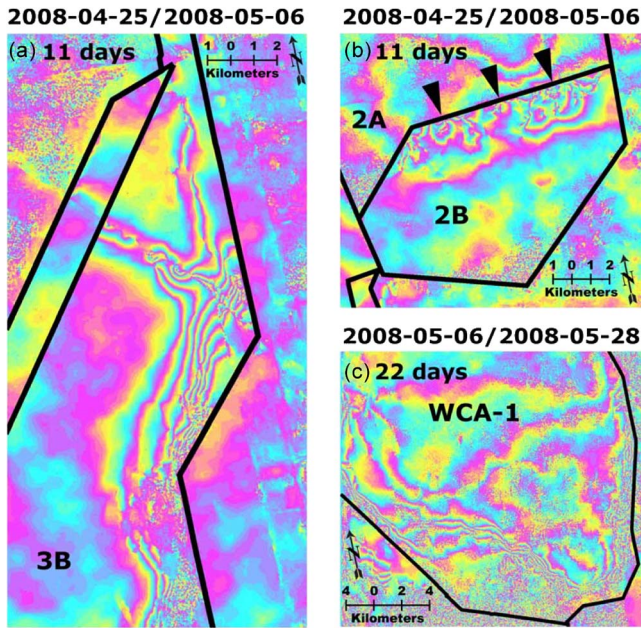 2008-04-25/2008-05-06
(a) 11 days
1 0 1 2
Kilometers
N
3B
2008-04-25/2008-05-06
(b) 11 days
2A
2B
1 0 1 2
Kilometers
N
2008-05-06/2008-05-28
(c) 22 days
WCA-1
N
4 0 4
Kilometers